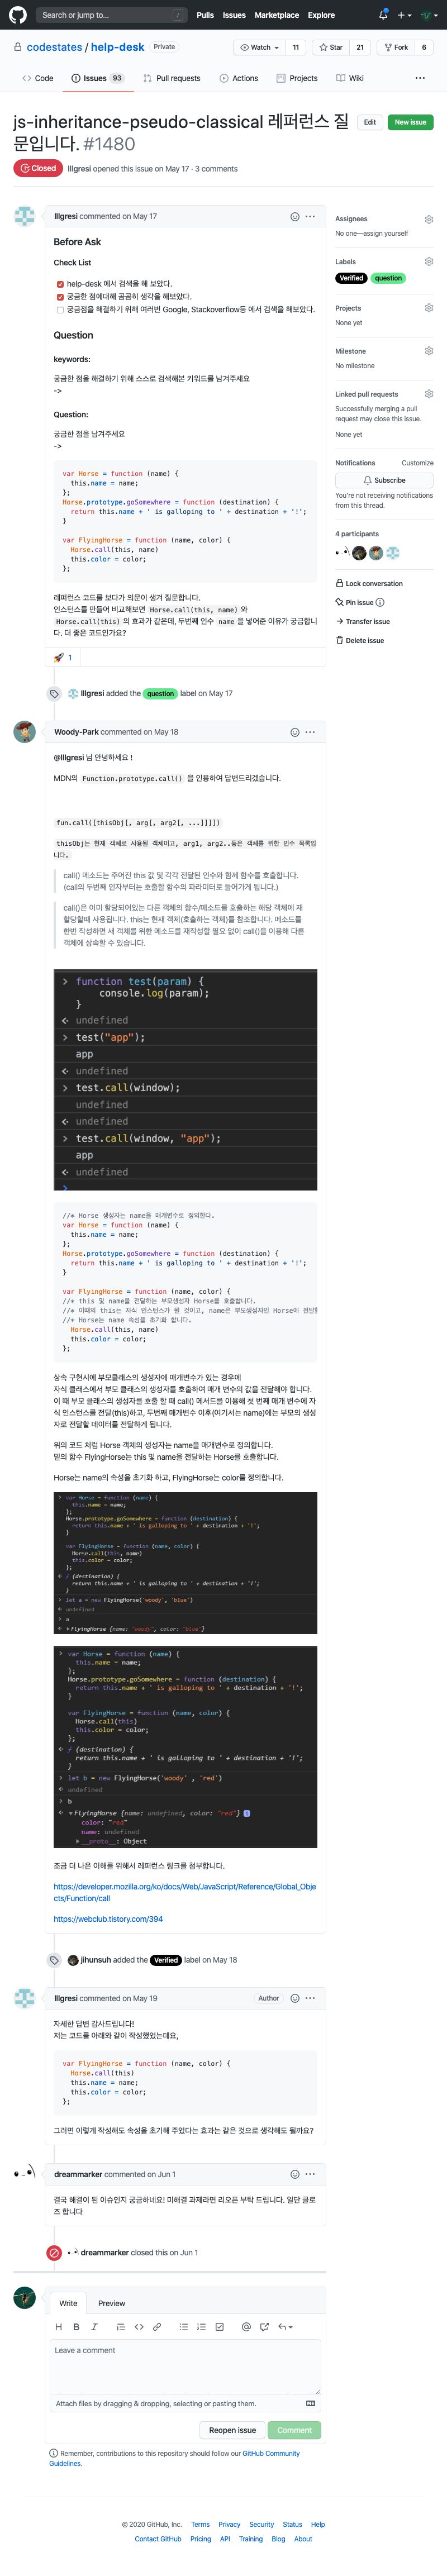 Search or jump to...
/
Pulls Issues Marketplace Explore
codestates / help-desk Private
Watch 11 Star 21 Fork 6
Code Issues 93 Pull requests Actions Projects Wiki
js-inheritance-pseudo-classical 레퍼런스 질
문입니다. #1480
Edit New issue
Closed lllgresi opened this issue on May 17 · 3 comments
lllgresi commented on May 17
Before Ask
Check List
help-desk 에서 검색을 해 보았다.
궁금한 점에대해 곰곰히 생각을 해보았다.
궁금점을 해결하기 위해 여러번 Google, Stackoverflow등 에서 검색을 해보았다.
Question
keywords:
궁금한 점을 해결하기 위해 스스로 검색해본 키워드를 남겨주세요
->
Question:
궁금한 점을 남겨주세요
->
var Horse = function (name) {
this.name = name;
};
Horse.prototype.goSomewhere = function (destination) {
return this.name + ' is galloping to ' + destination + '!';
}
var FlyingHorse = function (name, color) {
Horse.call(this, name)
this.color = color;
};
레퍼런스 코드를 보다가 의문이 생겨 질문합니다.
인스턴스를 만들어 비교해보면 Horse.call(this, name) 와
Horse.call(this) 의 효과가 같은데, 두번째 인수 name 을 넣어준 이유가 궁금합니
다. 더 좋은 코드인가요?
🚀 1
lllgresi added the question label on May 17
Assignees
No one—assign yourself
Labels
Verified question
Projects
None yet
Milestone
No milestone
Linked pull requests
Successfully merging a pull
request may close this issue.
None yet
Notifications Customize
Subscribe
You're not receiving notifications
from this thread.
4 participants
Lock conversation
Pin issue
Transfer issue
Delete issue
Woody-Park commented on May 18
@lllgresi 님 안녕하세요 !
MDN의 Function.prototype.call() 을 인용하여 답변드리겠습니다.
fun.call([thisObj[, arg[, arg2[, ...]]]])
thisObj는 현재 객체로 사용될 객체이고, arg1, arg2..등은 객체를 위한 인수 목록입
니다.
call() 메소드는 주어진 this 값 및 각각 전달된 인수와 함께 함수를 호출합니다.
(call의 두번째 인자부터는 호출할 함수의 파라미터로 들어가게 됩니다.)
call()은 이미 할당되어있는 다른 객체의 함수/메소드를 호출하는 해당 객체에 재
할당할때 사용됩니다. this는 현재 객체(호출하는 객체)를 참조합니다. 메소드를
한번 작성하면 새 객체를 위한 메소드를 재작성할 필요 없이 call()을 이용해 다른
객체에 상속할 수 있습니다.
> function test(param) {
console.log(param);
}
undefined
> test("app");
app
undefined
> test.call(window);
undefined
undefined
> test.call(window, "app");
app
undefined
>
//* Horse 생성자는 name을 매개변수로 정의한다.
var Horse = function (name) {
this.name = name;
};
Horse.prototype.goSomewhere = function (destination) {
return this.name + ' is galloping to ' + destination + '!';
}
var FlyingHorse = function (name, color) {
//* this 및 name을 전달하는 부모생성자 Horse를 호출합니다.
//* 이때의 this는 자식 인스턴스가 될 것이고, name은 부모생성자인 Horse에 전달될
//* Horse는 name 속성을 초기화 합니다.
Horse.call(this, name)
this.color = color;
};
상속 구현시에 부모클래스의 생성자에 매개변수가 있는 경우에
자식 클래스에서 부모 클래스의 생성자를 호출하여 매개 변수의 값을 전달해야 합니다.
이 때 부모 클래스의 생성자를 호출 할 때 call() 메서드를 이용해 첫 번째 매개 변수에 자
식 인스턴스를 전달(this)하고, 두번째 매개변수 이후(여기서는 name)에는 부모의 생성
자로 전달할 데이터를 전달하게 됩니다.
위의 코드 처럼 Horse 객체의 생성자는 name을 매개변수로 정의합니다.
밑의 함수 FlyingHorse는 this 및 name을 전달하는 Horse를 호출합니다.
Horse는 name의 속성을 초기화 하고, FlyingHorse는 color를 정의합니다.
> var Horse = function (name) {
this.name = name;
};
Horse.prototype.goSomewhere = function (destination) {
return this.name + ' is galloping to ' + destination + '!';
}
var FlyingHorse = function (name, color) {
Horse.call(this, name)
this.color = color;
};
ƒ (destination) {
return this.name + ' is galloping to ' + destination + '!';
}
> let a = new FlyingHorse('woody', 'blue')
undefined
> a
FlyingHorse {name: "woody", color: "blue"}
> var Horse = function (name) {
this.name = name;
};
Horse.prototype.goSomewhere = function (destination) {
return this.name + ' is galloping to ' + destination + '!';
}
var FlyingHorse = function (name, color) {
Horse.call(this)
this.color = color;
};
ƒ (destination) {
return this.name + ' is galloping to ' + destination + '!';
}
> let b = new FlyingHorse('woody' , 'red')
undefined
> b
FlyingHorse {name: undefined, color: "red"}
color: "red"
name: undefined
__proto__: Object
조금 더 나은 이해를 위해서 레퍼런스 링크를 첨부합니다.
https://developer.mozilla.org/ko/docs/Web/JavaScript/Reference/Global_Obje
cts/Function/call
https://webclub.tistory.com/394
jihunsuh added the Verified label on May 18
lllgresi commented on May 19 Author
자세한 답변 감사드립니다!
저는 코드를 아래와 같이 작성했었는데요,
var FlyingHorse = function (name, color) {
Horse.call(this)
this.name = name;
this.color = color;
};
그러면 이렇게 작성해도 속성을 초기해 주었다는 효과는 같은 것으로 생각해도 될까요?
dreammarker commented on Jun 1
결국 해결이 된 이슈인지 궁금하네요! 미해결 과제라면 리오픈 부탁 드립니다. 일단 클로
즈 합니다
dreammarker closed this on Jun 1
Write Preview
Leave a comment
Attach files by dragging & dropping, selecting or pasting them.
Reopen issue Comment
Remember, contributions to this repository should follow our GitHub Community
Guidelines.
© 2020 GitHub, Inc. Terms Privacy Security Status Help
Contact GitHub Pricing API Training Blog About